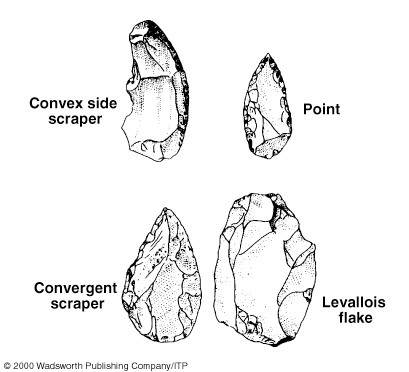 Convex side
scraper
Point
Convergent
scraper
Levallois
flake
© 2000 Wadsworth Publishing Company/ITP